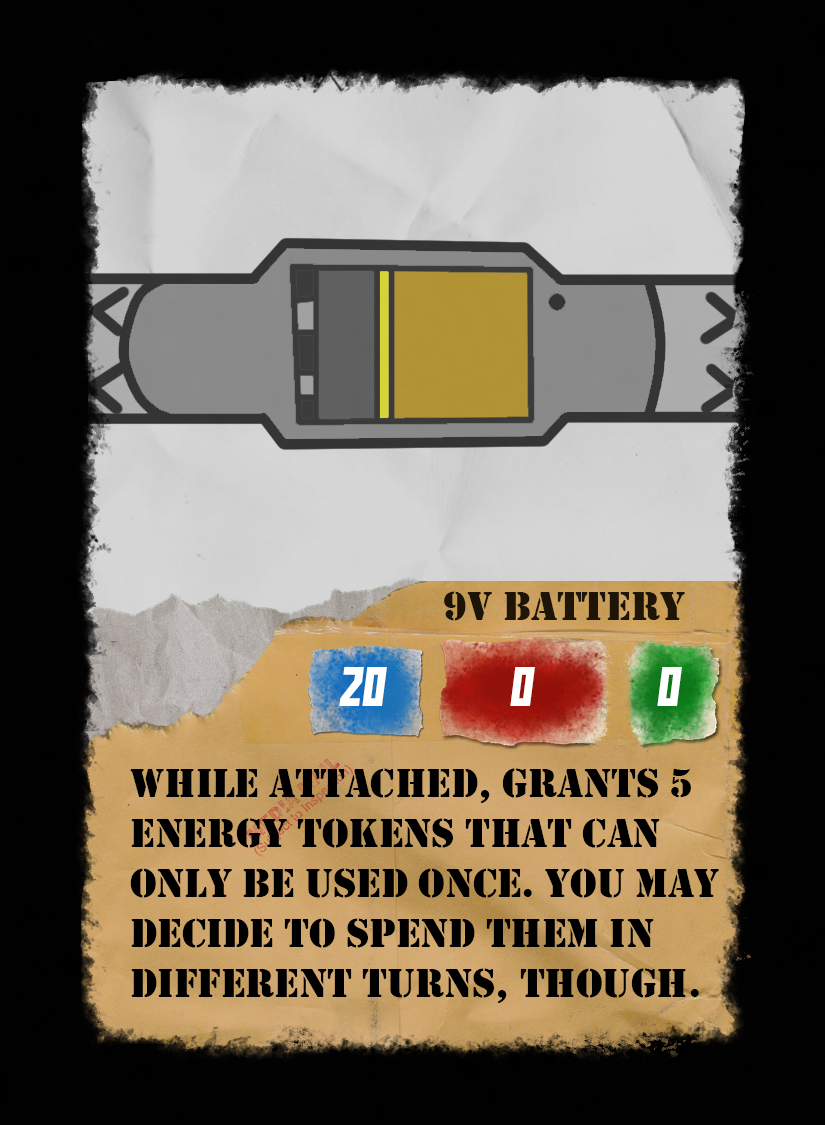 9V BATTERY
20 0 0
WHILE ATTACHED, GRANTS 5
ENERGY TOKENS THAT CAN
ONLY BE USED ONCE. YOU MAY
DECIDE TO SPEND THEM IN
DIFFERENT TURNS, THOUGH.